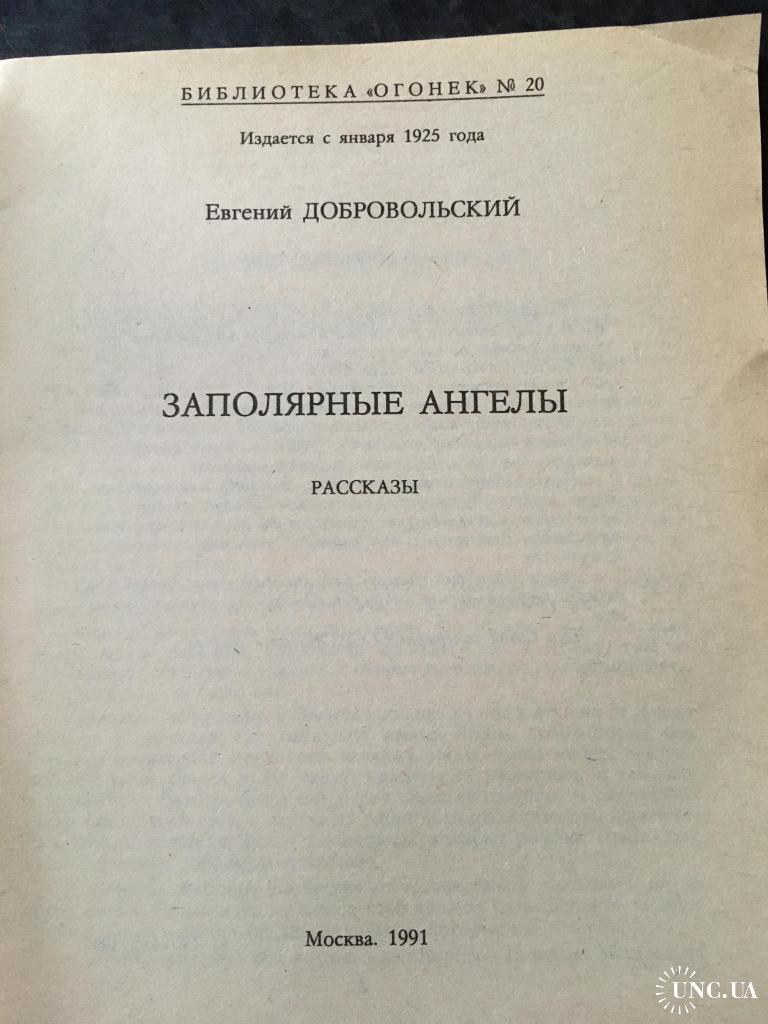 БИБЛИОТЕКА «ОГОНЕК» № 20
Издается с января 1925 года
Евгений ДОБРОВОЛЬСКИЙ
ЗАПОЛЯРНЫЕ АНГЕЛЫ
РАССКАЗЫ
Москва. 1991
UNC.UA